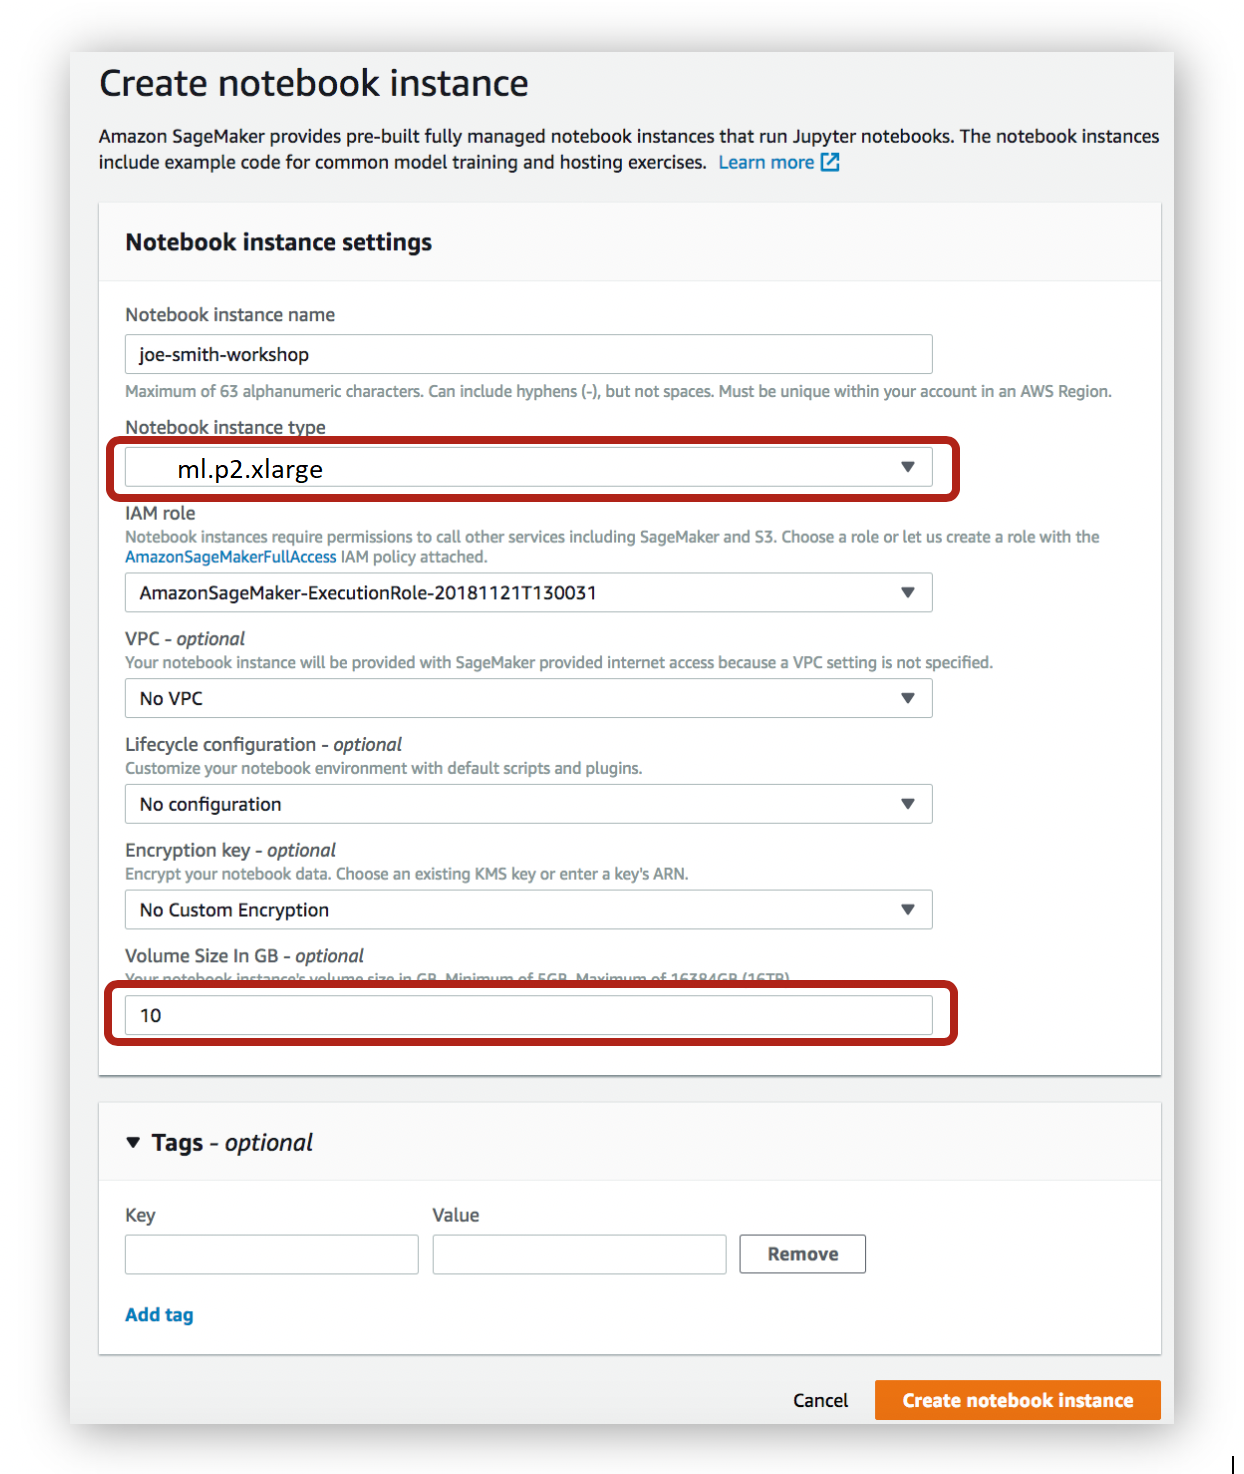 Create notebook instance
Amazon SageMaker provides pre-built fully managed notebook instances that run Jupyter notebooks. The notebook instances
include example code for common model training and hosting exercises. Learn more
Notebook instance settings
Notebook instance name
joe-smith-workshop
Maximum of 63 alphanumeric characters. Can include hyphens (-), but not spaces. Must be unique within your account in an AWS Region.
Notebook instance type
ml.p2.xlarge
IAM role
Notebook instances require permissions to call other services including SageMaker and S3. Choose a role or let us create a role with the
AmazonSageMakerFullAccess IAM policy attached.
AmazonSageMaker-ExecutionRole-20181121T130031
VPC - optional
Your notebook instance will be provided with SageMaker provided internet access because a VPC setting is not specified.
No VPC
Lifecycle configuration - optional
Customize your notebook environment with default scripts and plugins.
No configuration
Encryption key - optional
Encrypt your notebook data. Choose an existing KMS key or enter a key's ARN.
No Custom Encryption
Volume Size In GB - optional
Your notebook instance's volume size in GB. Minimum of 5GB. Maximum of 16384GB (16TB).
10
Tags - optional
Key Value
Remove
Add tag
Cancel Create notebook instance